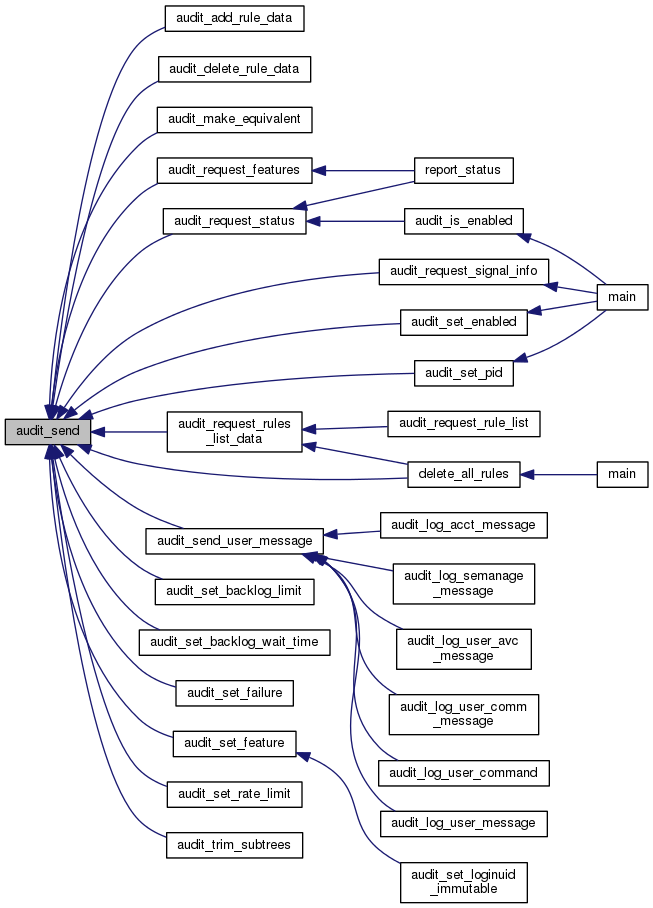 audit_add_rule_data
audit_delete_rule_data
audit_make_equivalent
audit_request_features
report_status
audit_request_status
audit_is_enabled
audit_request_signal_info
main
audit_set_enabled
audit_set_pid
audit_send
audit_request_rules
_list_data
audit_request_rule_list
delete_all_rules
main
audit_send_user_message
audit_log_acct_message
audit_log_semanage
_message
audit_set_backlog_limit
audit_set_backlog_wait_time
audit_log_user_avc
_message
audit_set_failure
audit_log_user_comm
_message
audit_set_feature
audit_log_user_command
audit_set_rate_limit
audit_log_user_message
audit_trim_subtrees
audit_set_loginuid
_immutable